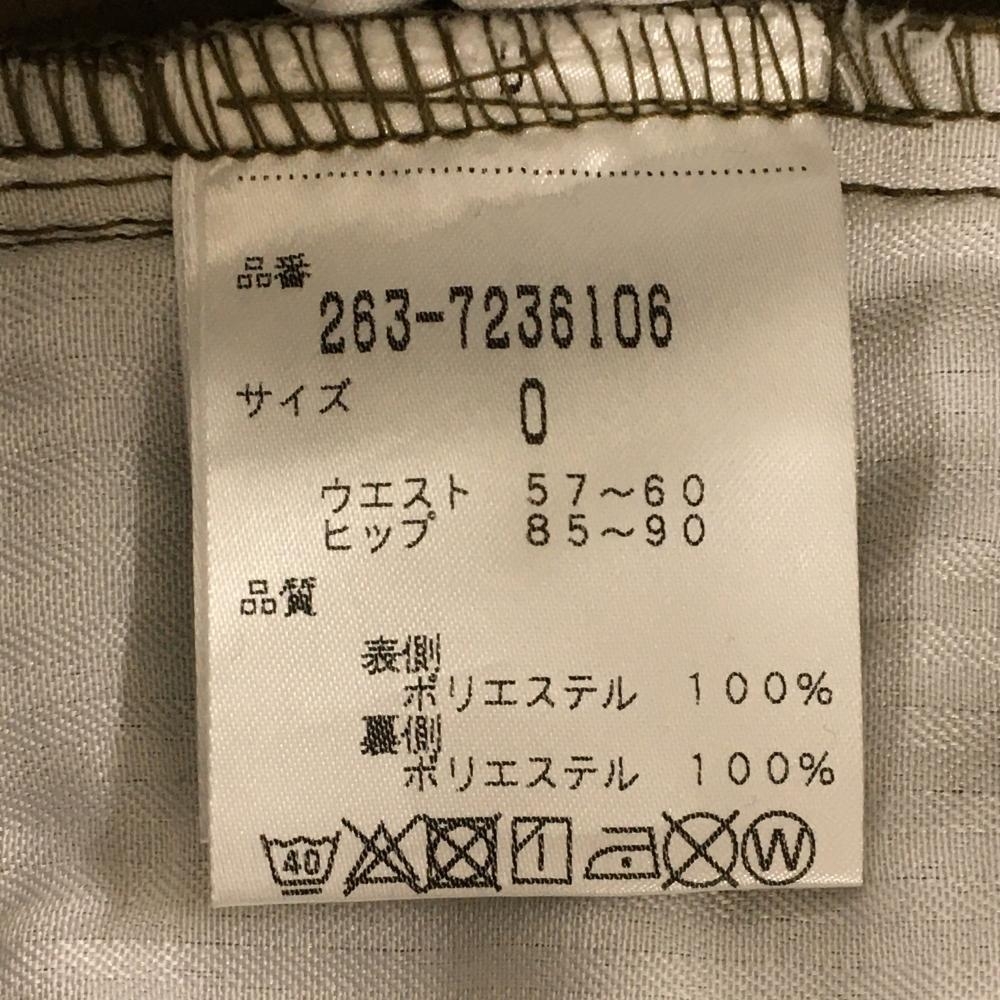 品番
263-7236106
サイズ 0
ウエスト 57～60
ヒップ 85～90
品質
表側
ポリエステル 100%
裏側
ポリエステル 100%
40 W